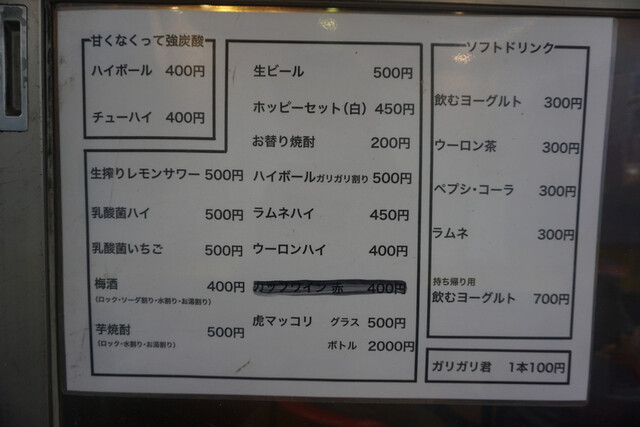 甘くなくって強炭酸
ハイボール 400円
チューハイ 400円
生搾りレモンサワー 500円
乳酸菌ハイ 500円
乳酸菌いちご 500円
梅酒 400円
(ロック・ソーダ割り・水割り・お湯割り)
芋焼酎 500円
(ロック・水割り・お湯割り)
生ビール 500円
ホッピーセット(白) 450円
お替り焼酎 200円
ハイボールガリガリ割り 500円
ラムネハイ 450円
ウーロンハイ 400円
カップワイン 赤 400円
虎マッコリ グラス 500円
ボトル 2000円
ソフトドリンク
飲むヨーグルト 300円
ウーロン茶 300円
ペプシ・コーラ 300円
ラムネ 300円
持ち帰り用
飲むヨーグルト 700円
ガリガリ君 1本100円